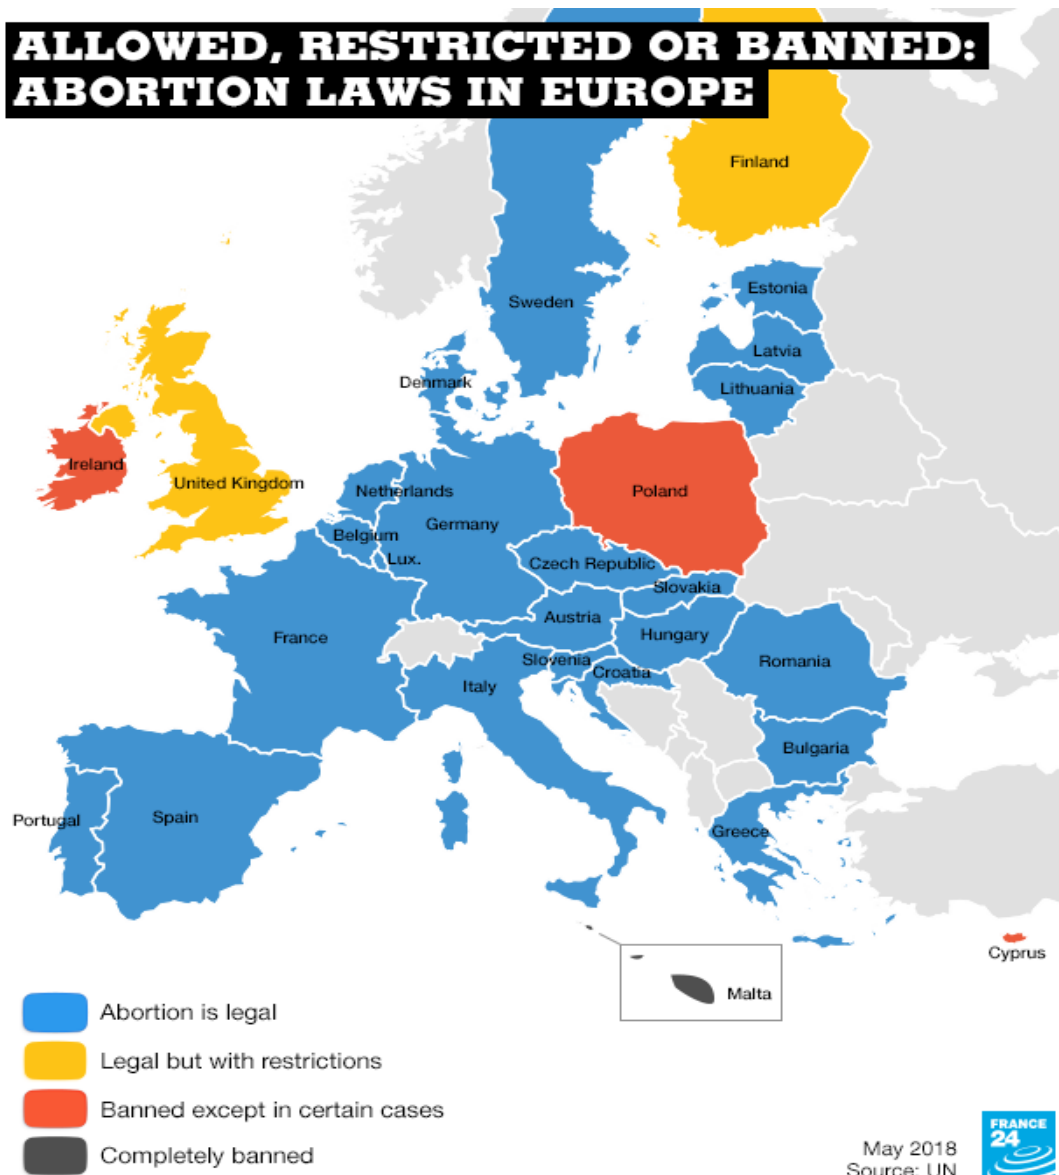 ALLOWED, RESTRICTED OR BANNED:
ABORTION LAWS IN EUROPE
Finland
Estonia
Sweden
Latvia
Denmark
Lithuania
Ireland
United Kingdom
Netherlands
Poland
Germany
Belgium
Lux.
Czech Republic
Slovakia
Austria
France
Hungary
Slovenia
Romania
Croatia
Italy
Bulgaria
Portugal
Spain
Greece
Cyprus
Malta
Abortion is legal
Legal but with restrictions
Banned except in certain cases
Completely banned
FRANCE
24
May 2018
Source: UN